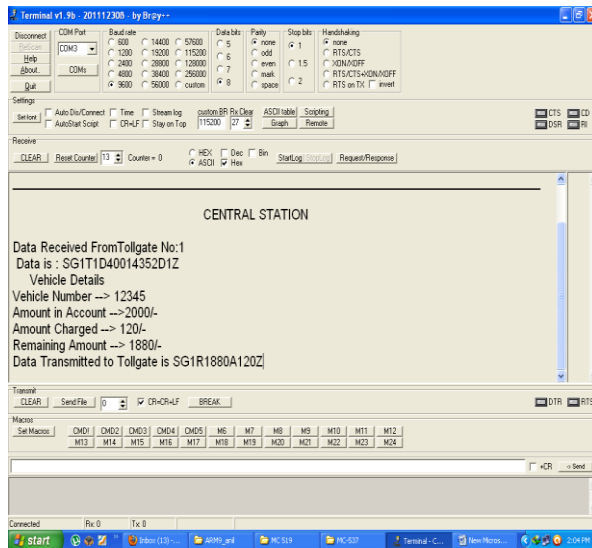 Terminal v1.9b - 20111230ß - by Br@y++
Disconnect
ReScan
Help
About..
Quit
COM Port
COM3
COMs
Baud rate
600 14400 57600
1200 19200 115200
2400 28800 128000
4800 38400 256000
9600 56000 custom
Data bits
5
6
7
8
Parity
none
odd
even
mark
space
Stop bits
1
1.5
2
Handshaking
none
RTS/CTS
XON/XOFF
RTS/CTS+XON/XOFF
RTS on TX invert
Settings
Set font
Auto Dis/Connect Time Stream log
AutoStart Script CR=LF Stay on Top
custom BR Rx Clear
115200 27
ASCII table Scripting
Graph Remote
CTS CD
DSR RI
Receive
CLEAR Reset Counter 13 Counter = 0
HEX Dec Bin
ASCII Hex
StartLog StopLog Request/Response
CENTRAL STATION
Data Received FromTollgate No:1
Data is : SG1T1D40014352D1Z
Vehicle Details
Vehicle Number --> 12345
Amount in Account -->2000/-
Amount Charged --> 120/-
Remaining Amount --> 1880/-
Data Transmitted to Tollgate is SG1R1880A120Z
Transmit
CLEAR Send File 0 CR=CR+LF BREAK DTR RTS
Macros
Set Macros CMD! CMD2 CMD3 CMD4 CMD5 M6 M7 M8 M9 M10 M11 M12
M13 M14 M15 M16 M17 M18 M19 M20 M21 M22 M23 M24
+CR -> Send
Connected Rx: 0 Tx: 0
start Inbox (13) -... ARM9_anil MC 519 MC-537 Terminal - C... New Micros... 2:04 PM